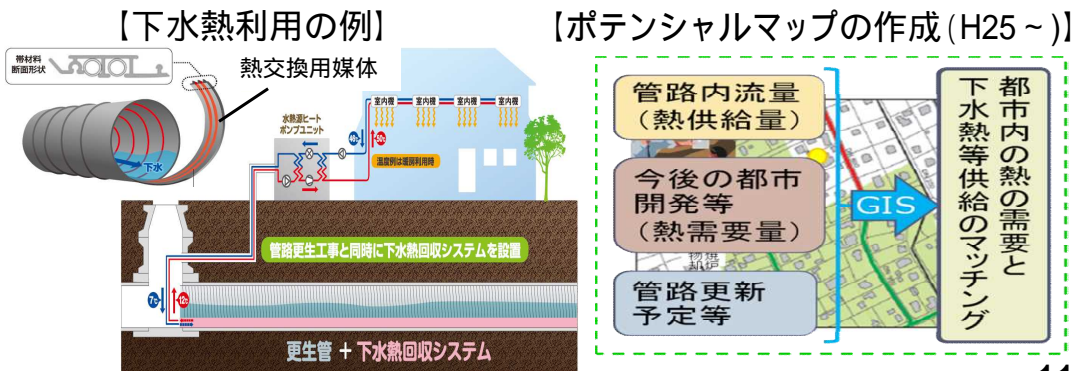 【下水熱利用の例】
帯材料
断面形状
熱交換用媒体
下水
水熱源ヒート
ポンプユニット
室内機
室内機
室内機
室内機
46℃
50℃
温度例は暖房利用時
管路更生工事と同時に下水熱回収システムを設置
7℃
12℃
更生管 + 下水熱回収システム
【ポテンシャルマップの作成(H25～)】
管路内流量
(熱供給量)
今後の都市
開発等
(熱需要量)
管路更新
予定等
GIS
都市内の熱の需要と
下水熱等供給のマッチング